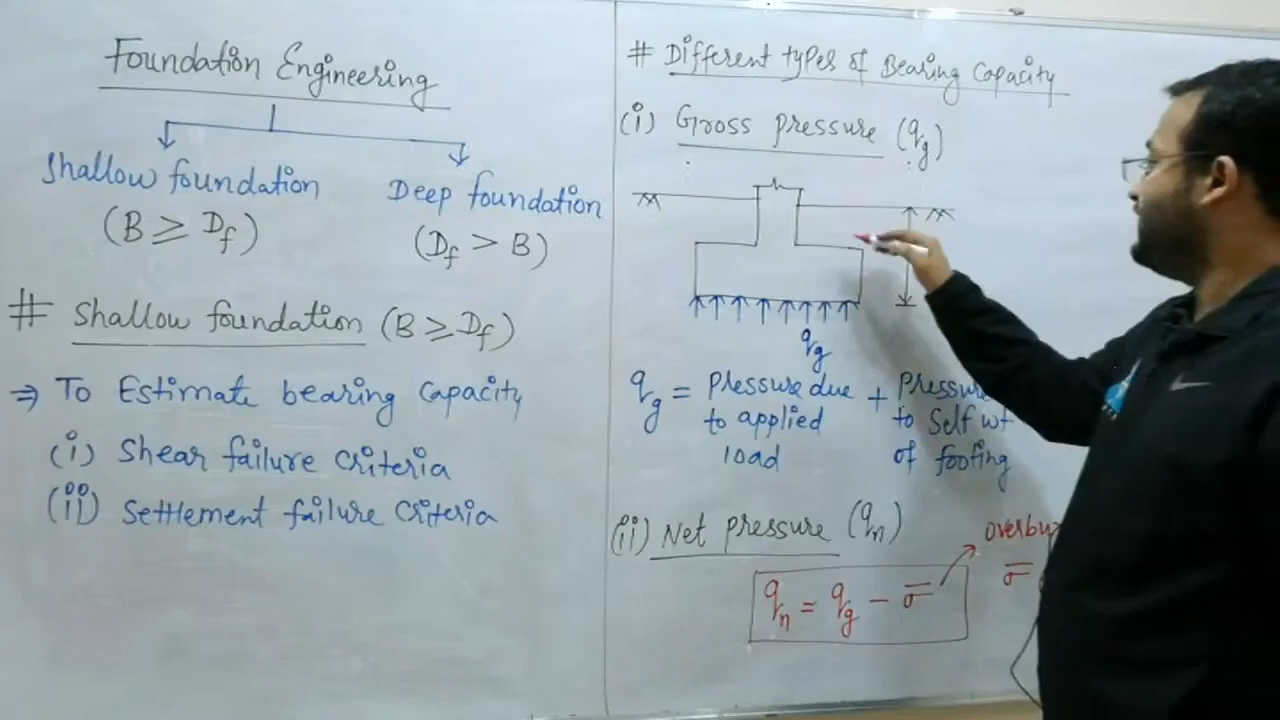 Foundation Engineering
Shallow foundation
(B ≥ Df)
Deep foundation
(Df > B)
# Shallow foundation (B ≥ Df)
⇒ To Estimate bearing Capacity
(i) Shear failure Criteria
(ii) Settlement failure Criteria
# Different types of Bearing Capacity
(i) Gross pressure (qg)
qg
qg = pressure due + 
to applied to Self wt
load of footing
(ii) Net pressure (qn)
qn = qg − σ̅
σ̅